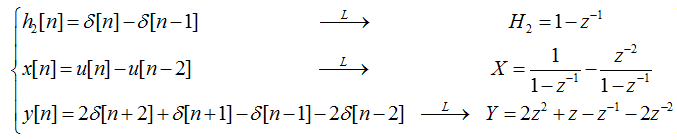 h₂[n]=δ[n]−δ[n−1] —L→ H₂=1−z⁻¹
x[n]=u[n]−u[n−2] —L→ X=1/(1−z⁻¹)−z⁻²/(1−z⁻¹)
y[n]=2δ[n+2]+δ[n+1]−δ[n−1]−2δ[n−2] —L→ Y=2z²+z−z⁻¹−2z⁻²